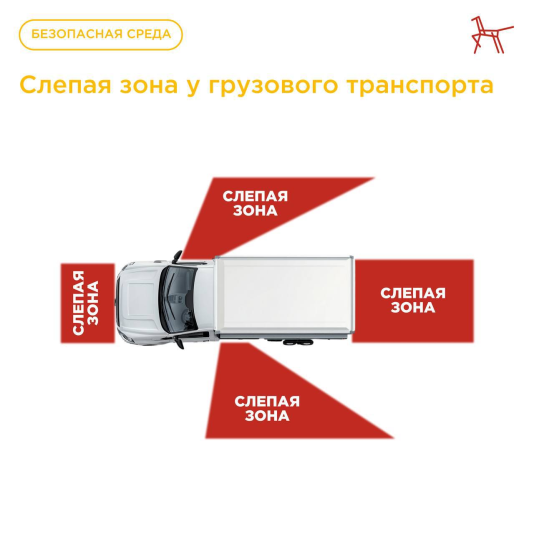 БЕЗОПАСНАЯ СРЕДА
Слепая зона у грузового транспорта
СЛЕПАЯ
ЗОНА
СЛЕПАЯ
ЗОНА
СЛЕПАЯ
ЗОНА
СЛЕПАЯ
ЗОНА